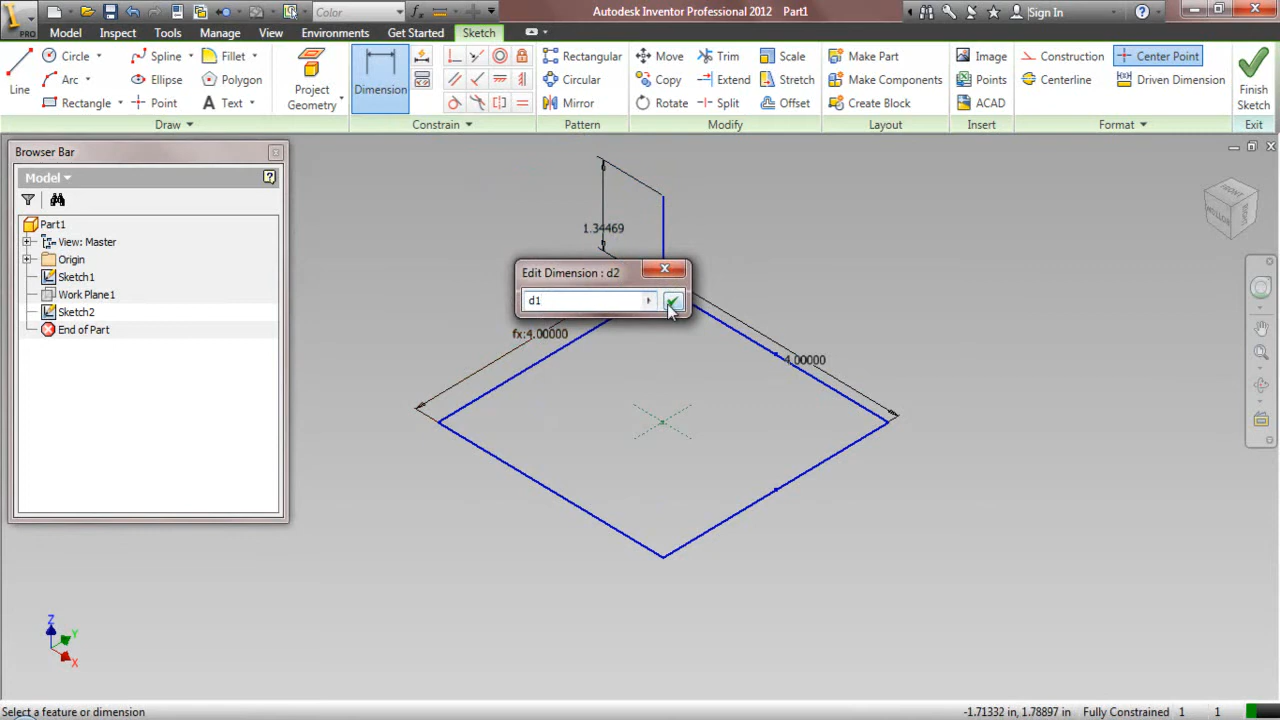 PRO
Color
fx
Autodesk Inventor Professional 2012 Part1
Sign In
Model Inspect Tools Manage View Environments Get Started Sketch
Line
Circle
Arc
Rectangle
Spline
Ellipse
Point
Fillet
Polygon
Text
Draw
Project
Geometry
Dimension
Constrain
Rectangular
Circular
Mirror
Pattern
Move
Copy
Rotate
Trim
Extend
Split
Scale
Stretch
Offset
Modify
Make Part
Make Components
Create Block
Layout
Image
Points
ACAD
Insert
Construction
Centerline
Center Point
Driven Dimension
Format
Finish
Sketch
Exit
Browser Bar
Model
Part1
View: Master
Origin
Sketch1
Work Plane1
Sketch2
End of Part
1.34469
Edit Dimension : d2
d1
fx:4.00000
4.00000
FRONT
RIGHT
BOTTOM
Z
Y
X
Select a feature or dimension
-1.71332 in, 1.78897 in Fully Constrained 1 1